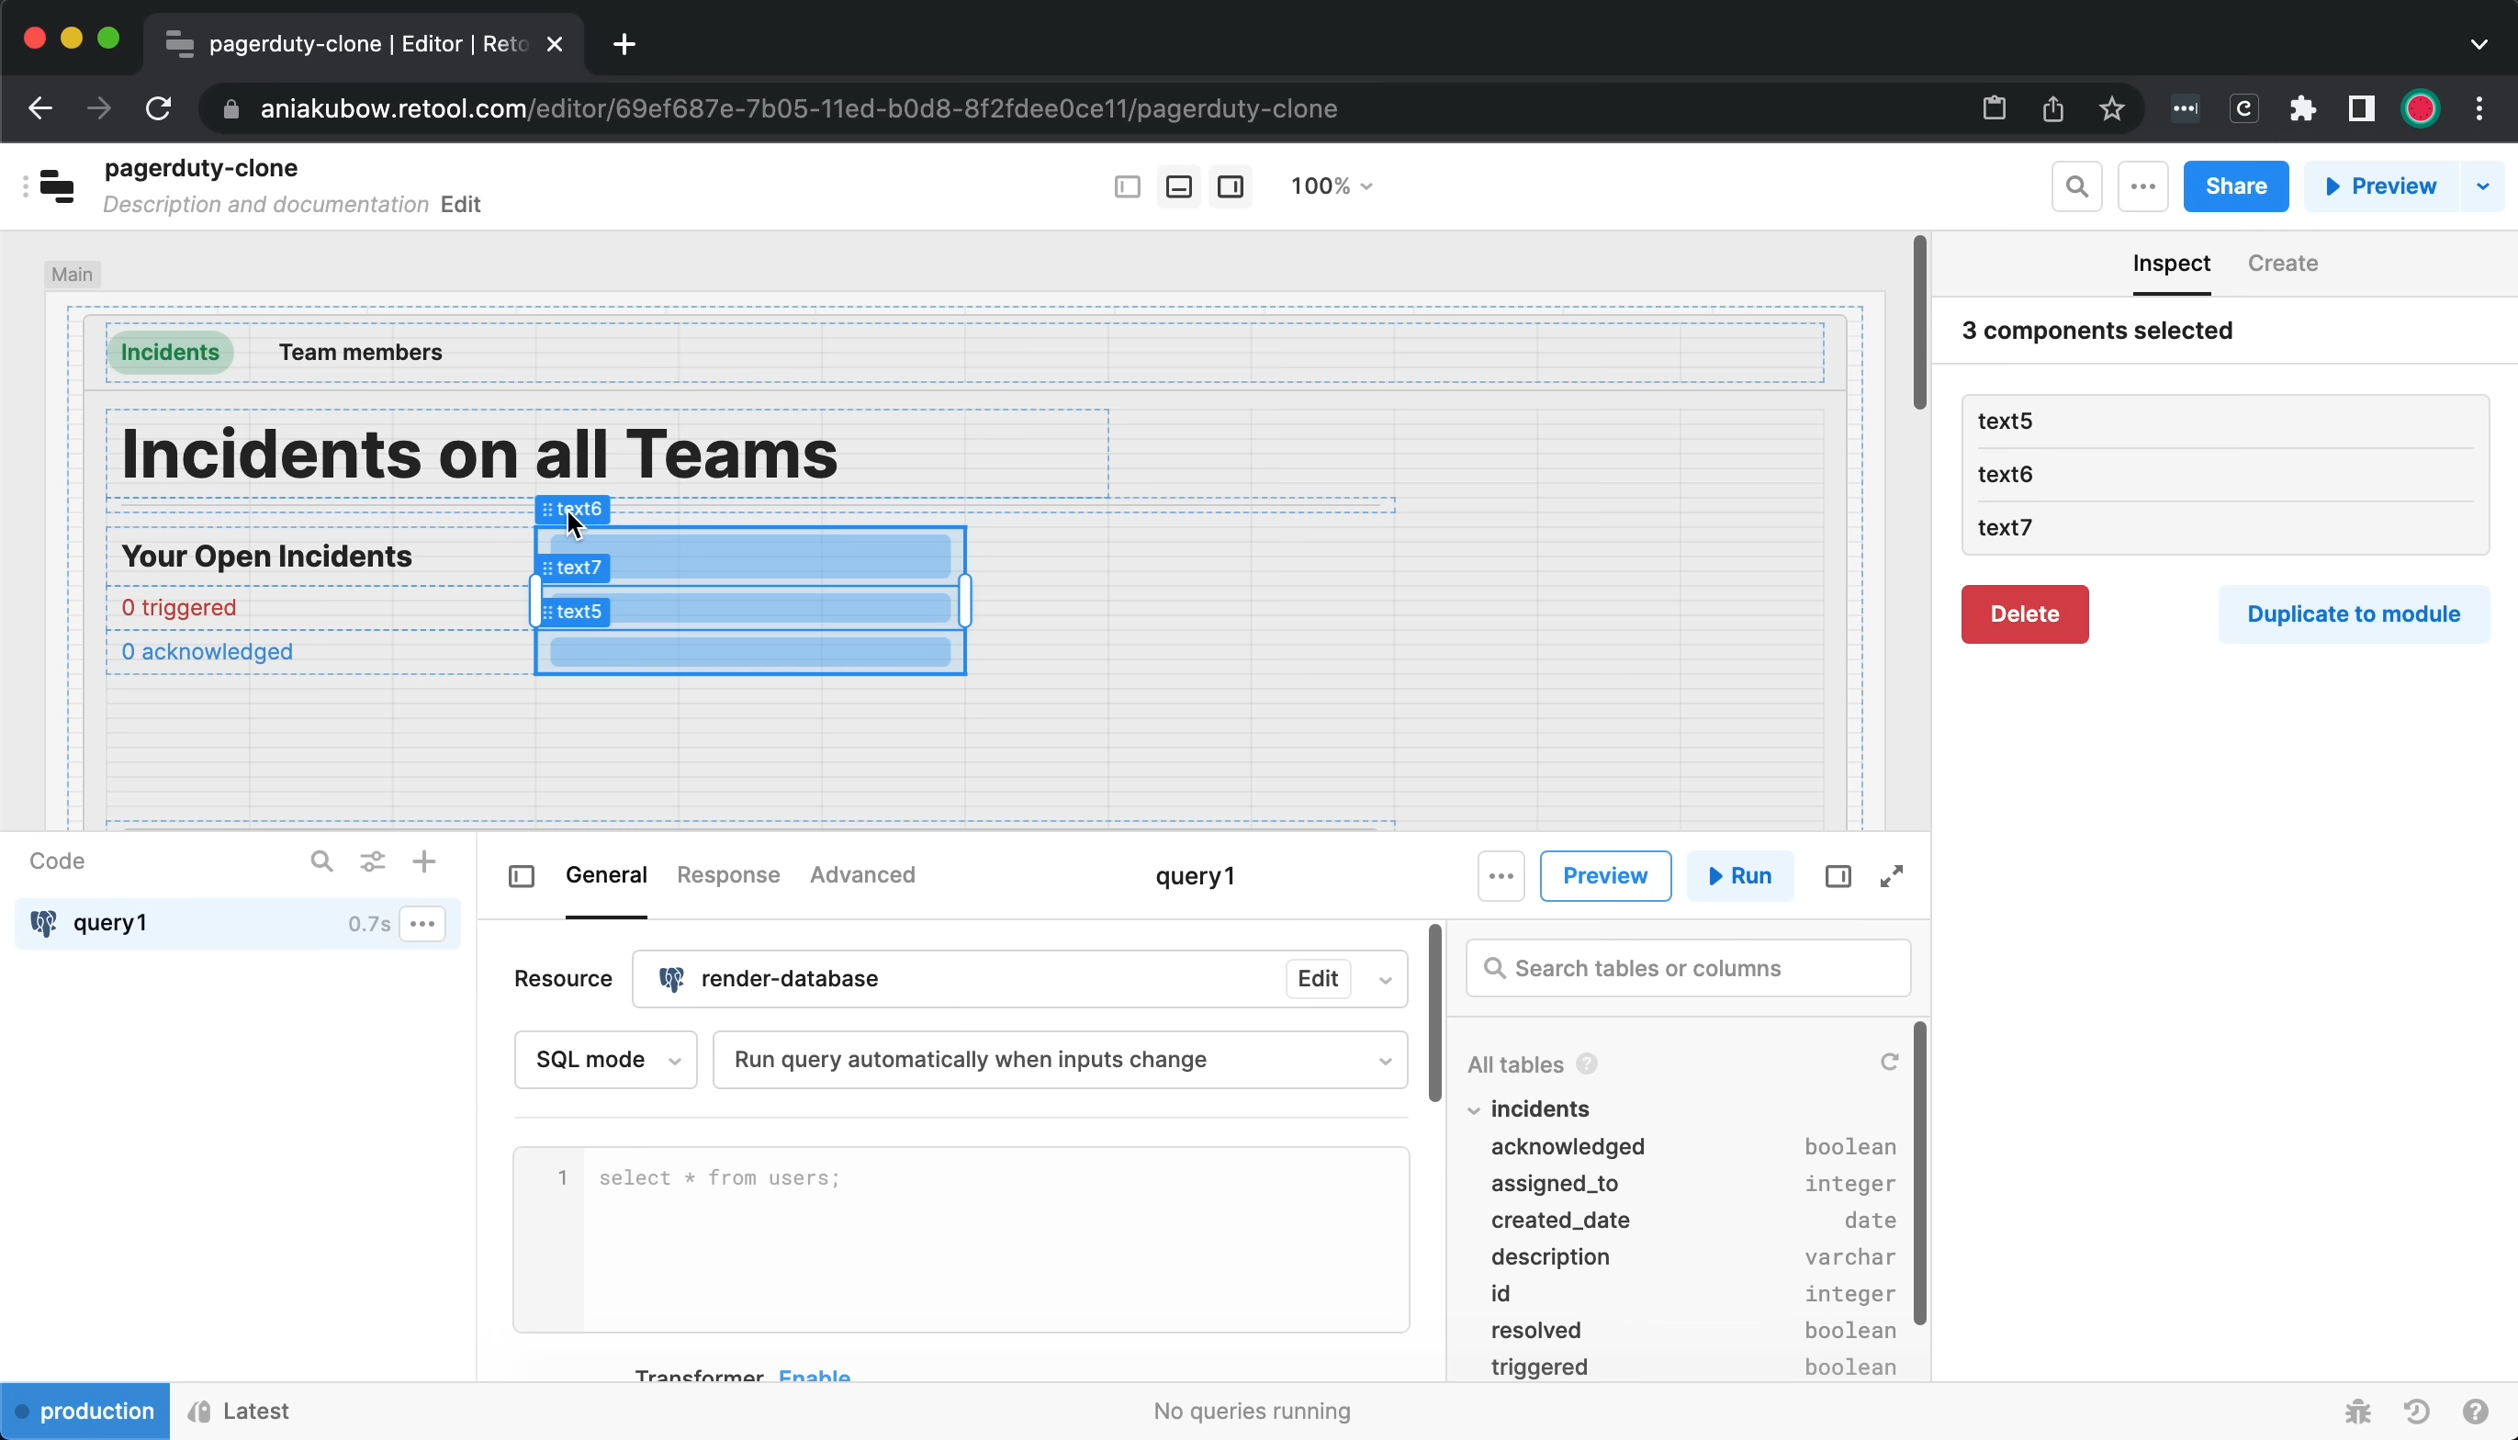 pagerduty-clone | Editor | Reto
aniakubow.retool.com/editor/69ef687e-7b05-11ed-b0d8-8f2fdee0ce11/pagerduty-clone
pagerduty-clone
Description and documentation Edit
100%
Share
Preview
Main
Inspect
Create
3 components selected
text5
text6
text7
Delete
Duplicate to module
Incidents
Team members
Incidents on all Teams
text6
Your Open Incidents
text7
0 triggered
text5
0 acknowledged
Code
query1
0.7s
General
Response
Advanced
query1
Preview
Run
Resource
render-database
Edit
SQL mode
Run query automatically when inputs change
1
select * from users;
Transformer Enable
Search tables or columns
All tables
incidents
acknowledged boolean
assigned_to integer
created_date date
description varchar
id integer
resolved boolean
triggered boolean
production
Latest
No queries running